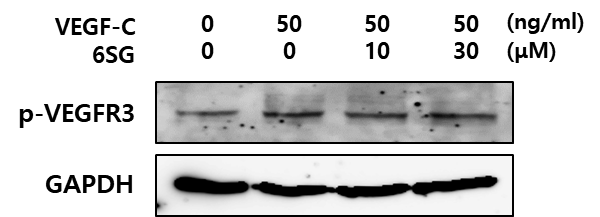 VEGF-C 0 50 50 50 (ng/ml)
6SG 0 0 10 30 (μM)
p-VEGFR3
GAPDH